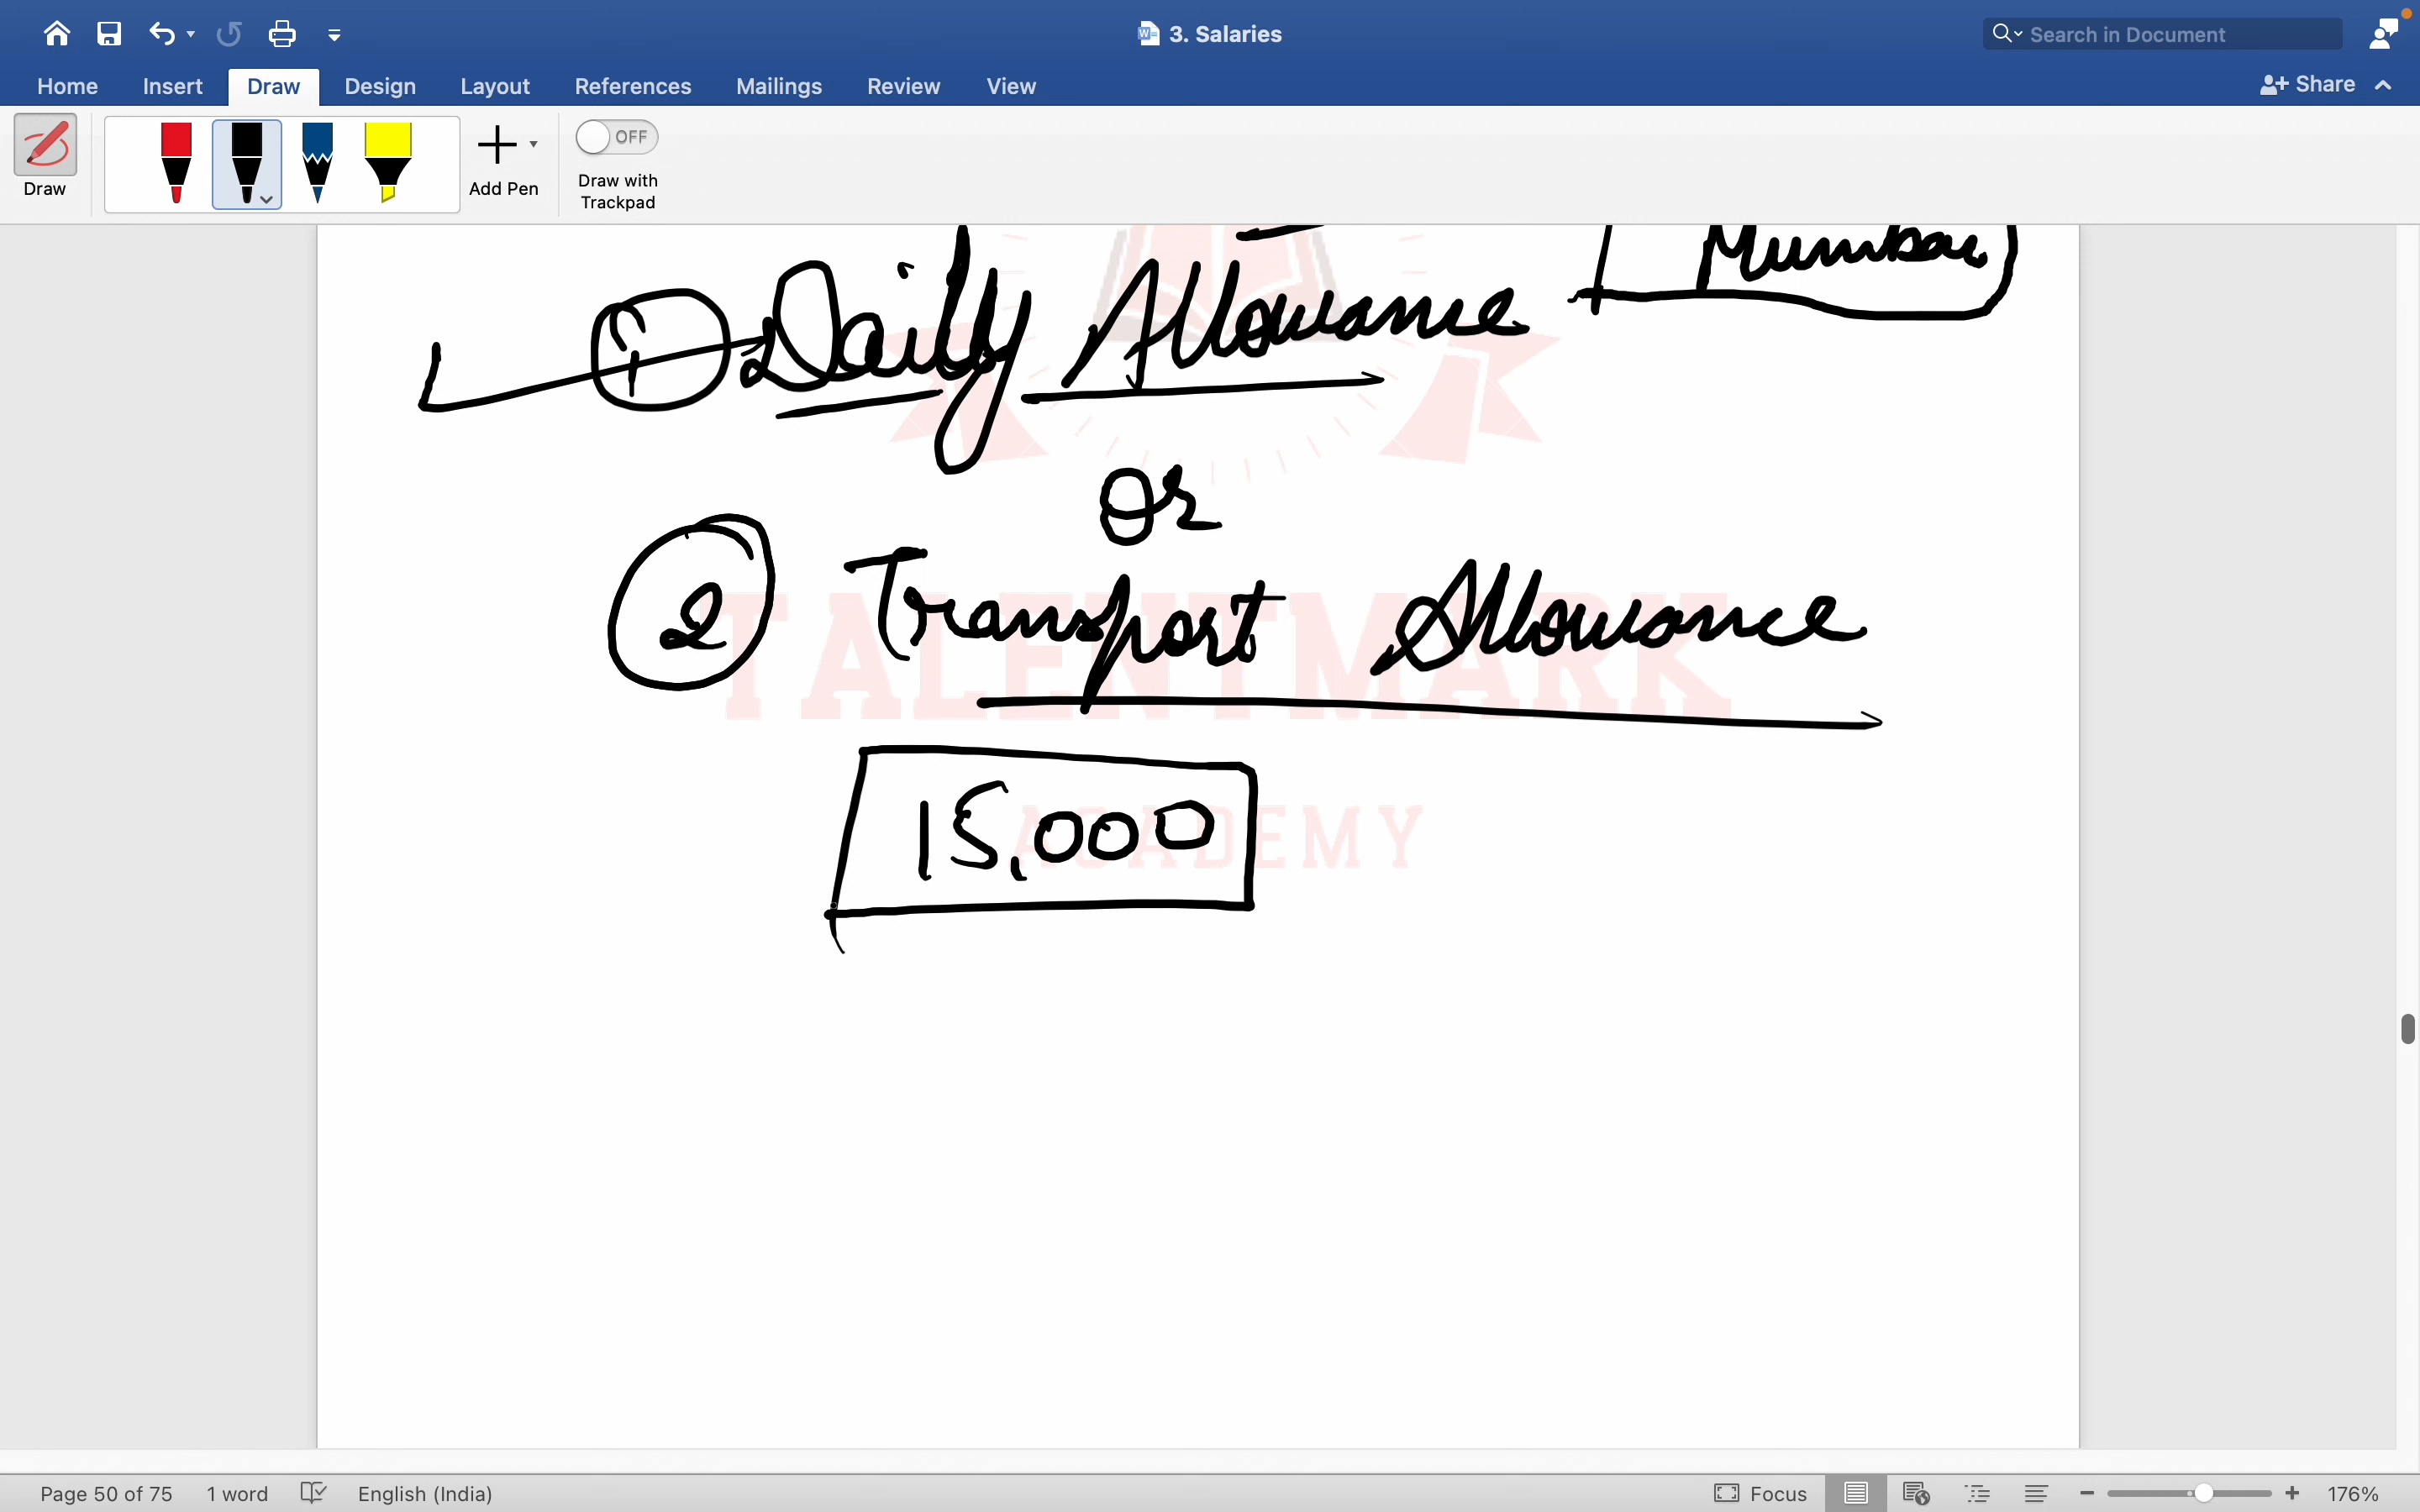 3. Salaries
Search in Document
Home Insert Draw Design Layout References Mailings Review View
Share
Draw
Add Pen
OFF
Draw with
Trackpad
Mumbai
1 Daily Allowance
Or
2 Transport Allowance
TALENTMARK
15,000
ACADEMY
Page 50 of 75 1 word English (India) Focus 176%